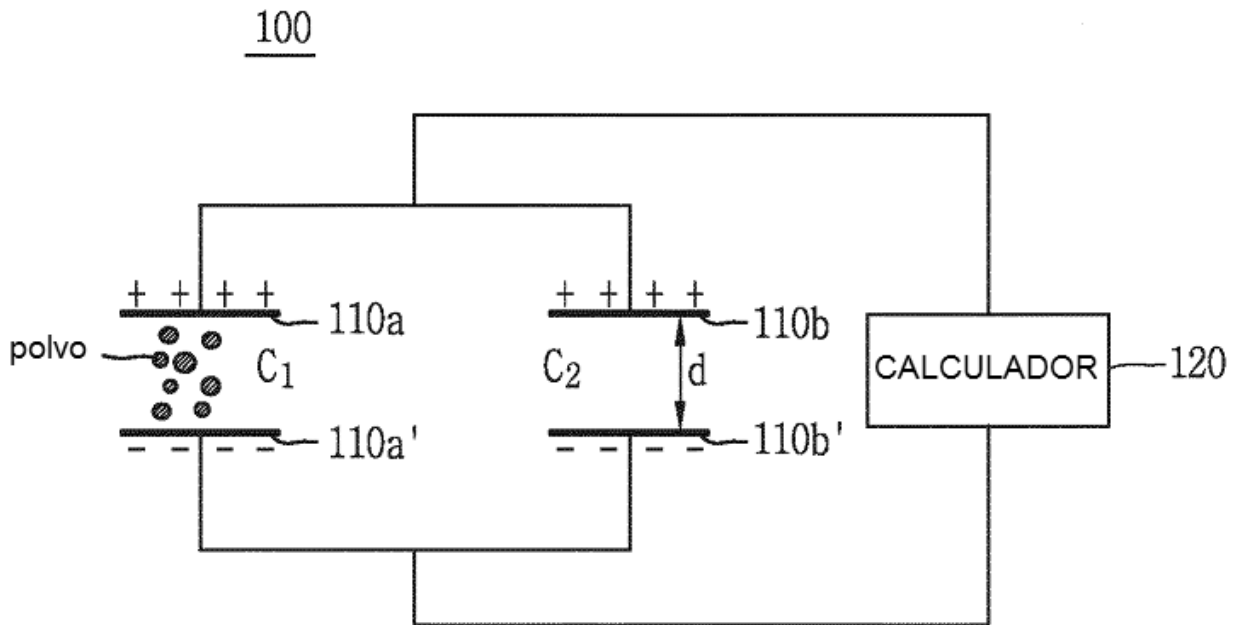 100
+ + + +
+ + + +
110a
110b
polvo
C1
C2
d
CALCULADOR
120
110a'
110b'
- - - -
- - - -